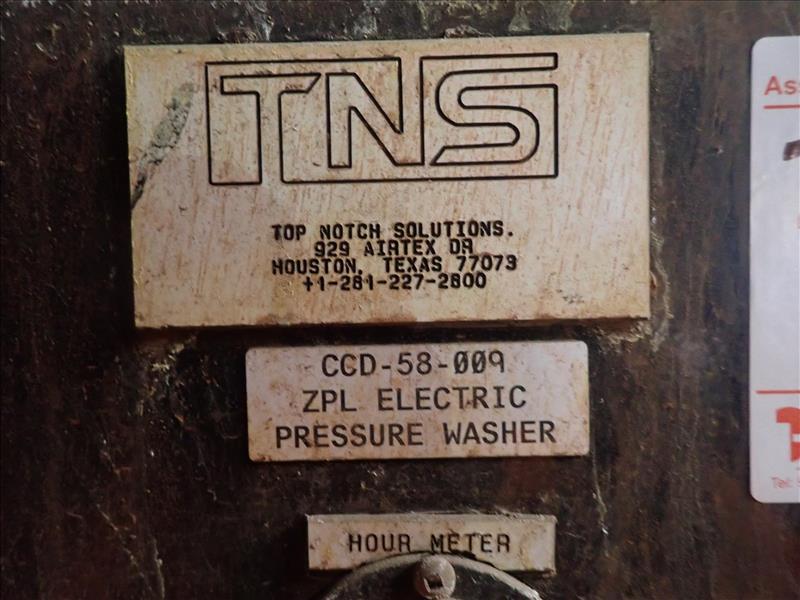 TNS
TOP NOTCH SOLUTIONS.
929 AIRTEX DR
HOUSTON, TEXAS 77073
+1-281-227-2800
CCD-58-009
ZPL ELECTRIC
PRESSURE WASHER
HOUR METER
Tel: